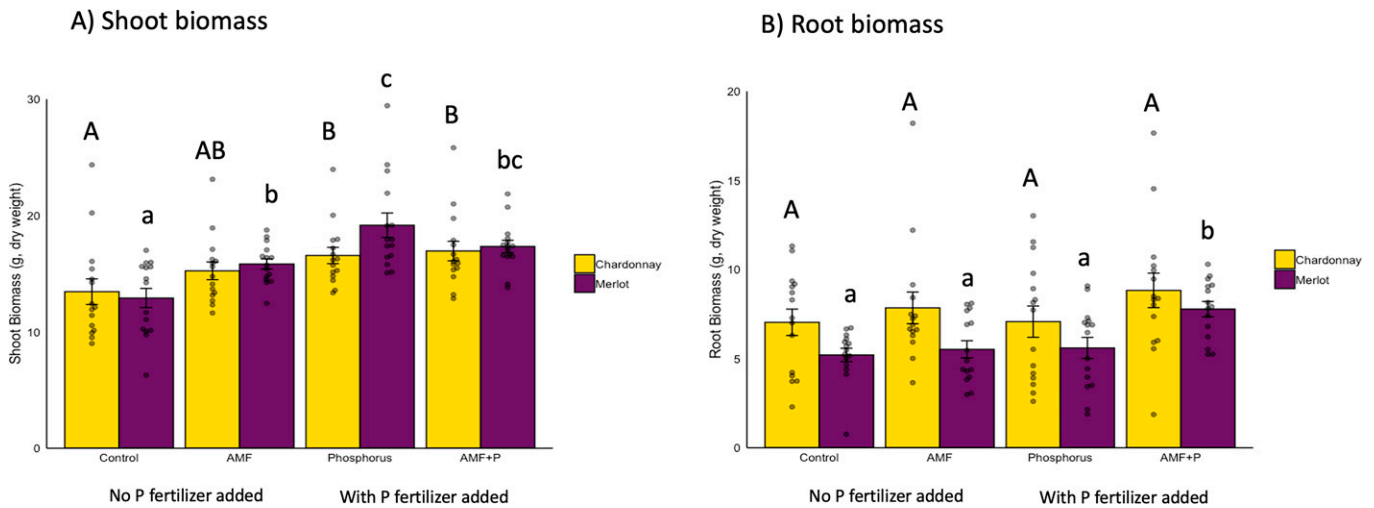 A) Shoot biomass
30
20
10
0
Shoot Biomass (g, dry weight)
A
a
AB
b
B
c
B
bc
Control
AMF
Phosphorus
AMF+P
No P fertilizer added
With P fertilizer added
Chardonnay
Merlot
B) Root biomass
20
15
10
5
0
Root Biomass (g, dry weight)
A
a
A
a
A
a
A
b
Control
AMF
Phosphorus
AMF+P
No P fertilizer added
With P fertilizer added
Chardonnay
Merlot